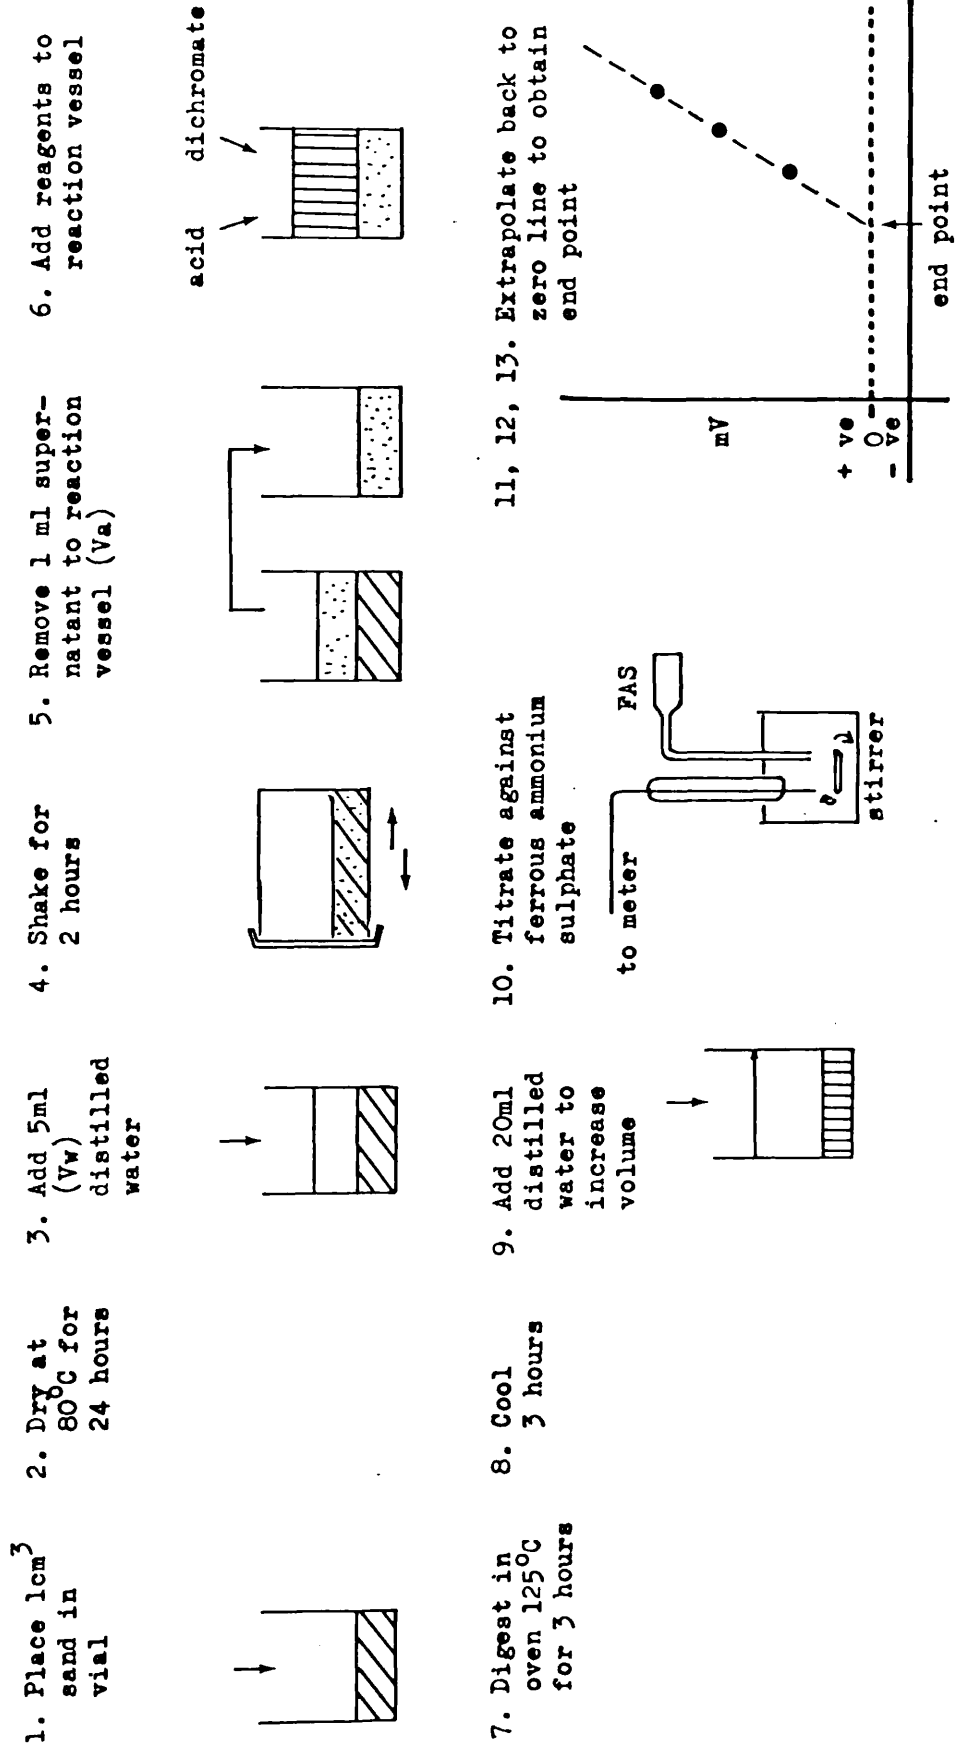 1. Place 1cm³
sand in
vial
2. Dry at
80°C for
24 hours
3. Add 5ml
(Vw)
distilled
water
4. Shake for
2 hours
5. Remove 1 ml super-
natant to reaction
vessel (Va)
6. Add reagents to
reaction vessel
acid
dichromate
7. Digest in
oven 125°C
for 3 hours
8. Cool
3 hours
9. Add 20ml
distilled
water to
increase
volume
10. Titrate against
ferrous ammonium
sulphate
to meter
FAS
stirrer
11, 12, 13. Extrapolate back to
zero line to obtain
end point
mV
+ ve
0
- ve
end point